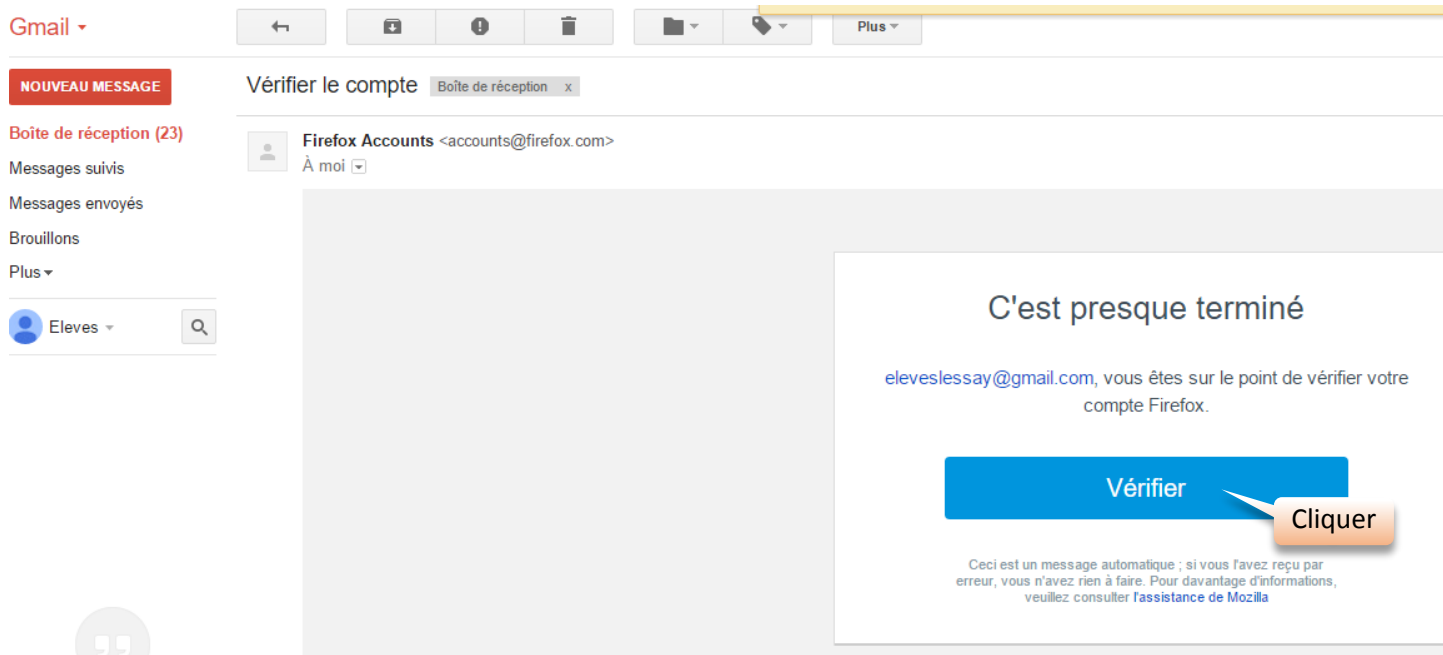 Gmail
Plus
NOUVEAU MESSAGE
Vérifier le compte Boîte de réception x
Boîte de réception (23)
Firefox Accounts <accounts@firefox.com>
À moi
Messages suivis
Messages envoyés
Brouillons
Plus
Eleves
C'est presque terminé
eleveslessay@gmail.com, vous êtes sur le point de vérifier votre
compte Firefox.
Vérifier
Cliquer
Ceci est un message automatique ; si vous l'avez reçu par
erreur, vous n'avez rien à faire. Pour davantage d'informations,
veuillez consulter l'assistance de Mozilla